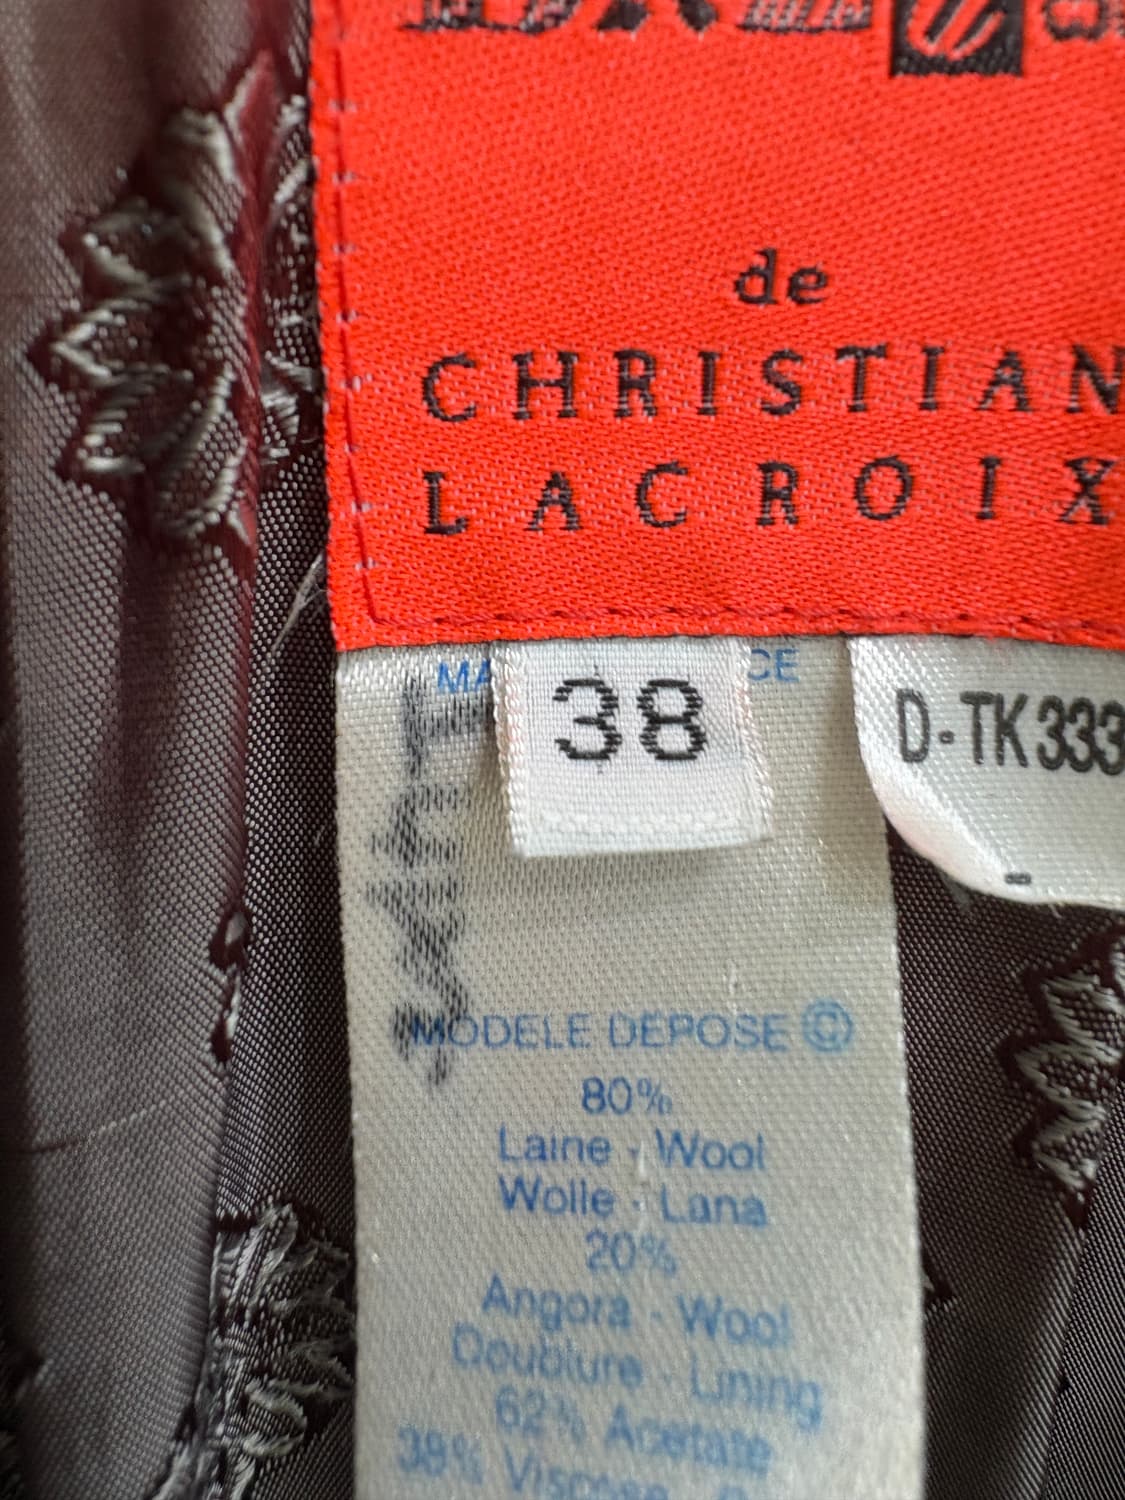 de
CHRISTIAN
LACROIX
38
D-TK333
MODELE DEPOSE ©
80%
Laine - Wool
Wolle - Lana
20%
Angora - Wool
Doublure - Lining
62% Acetate
38%